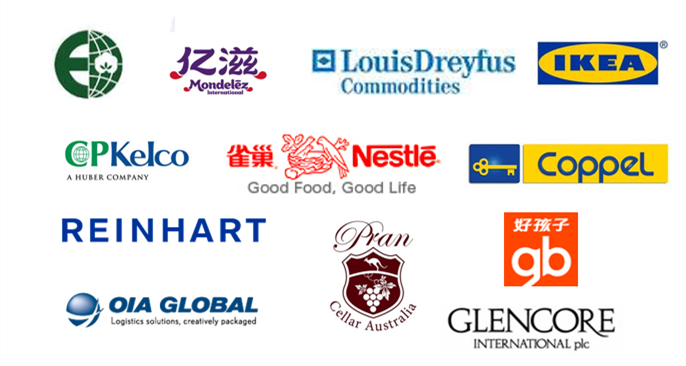 E
亿滋
Mondelēz
International
LouisDreyfus
Commodities
IKEA®
CPKelco
A HUBER COMPANY
雀巢® Nestlé®
Good Food, Good Life
COPPEL
REINHART
Pran
Cellar Australia
好孩子
gb
OIA GLOBAL
Logistics solutions, creatively packaged
GLENCORE
INTERNATIONAL plc